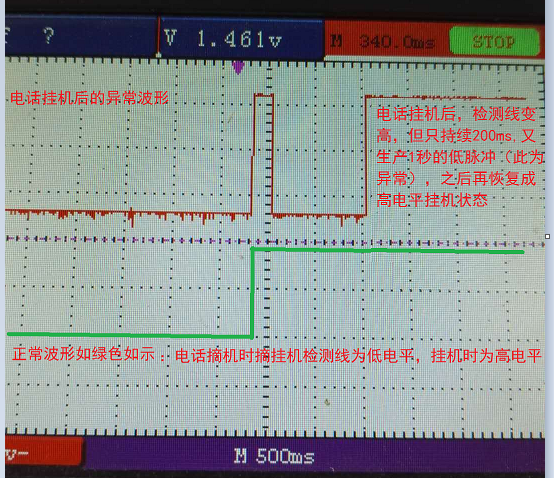 f ?
V 1.461v
M 340.0ms
STOP
电话挂机后的异常波形
电话挂机后，检测线变
高，但只持续200ms,又
生产1秒的低脉冲（此为
异常），之后再恢复成
高电平挂机状态
正常波形如绿色如示：电话摘机时摘挂机检测线为低电平，挂机时为高电平
v-
M 500ms